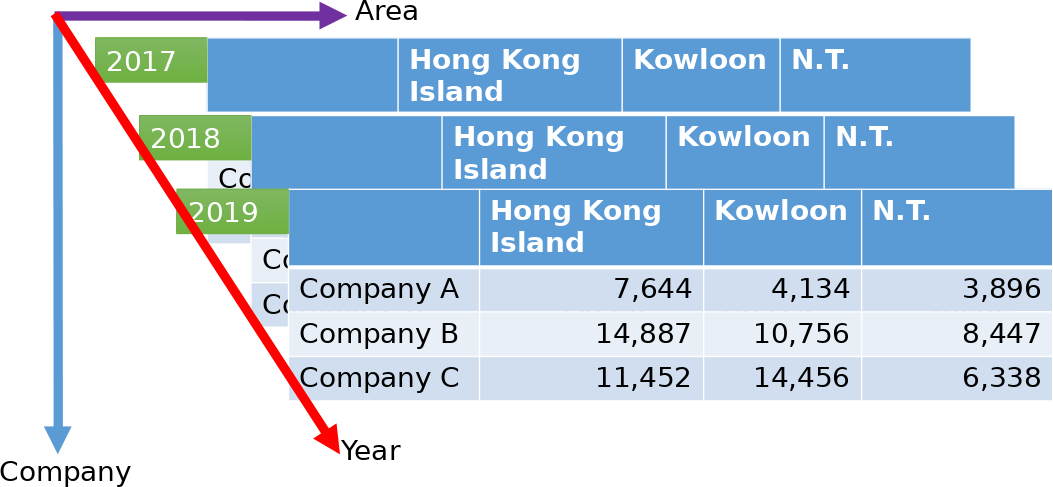 Area
2017
Hong Kong Island Kowloon N.T.
2018
Hong Kong Island Kowloon N.T.
Co
2019
Hong Kong Island Kowloon N.T.
Co
Company A 7,644 4,134 3,896
Co
Company B 14,887 10,756 8,447
Company C 11,452 14,456 6,338
Year
Company